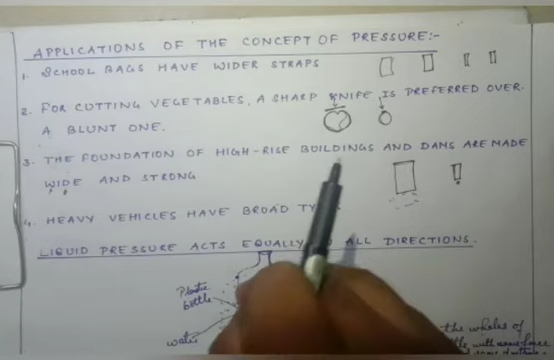 APPLICATIONS OF THE CONCEPT OF PRESSURE:-
1. SCHOOL BAGS HAVE WIDER STRAPS
2. FOR CUTTING VEGETABLES, A SHARP KNIFE IS PREFERRED OVER
A BLUNT ONE.
3. THE FOUNDATION OF HIGH-RISE BUILDINGS AND DAMS ARE MADE
WIDE AND STRONG
4. HEAVY VEHICLES HAVE BROAD
LIQUID PRESSURE ACTS EQUALLY ALL DIRECTIONS.
Plastic
bottle
water
the wholes of
with